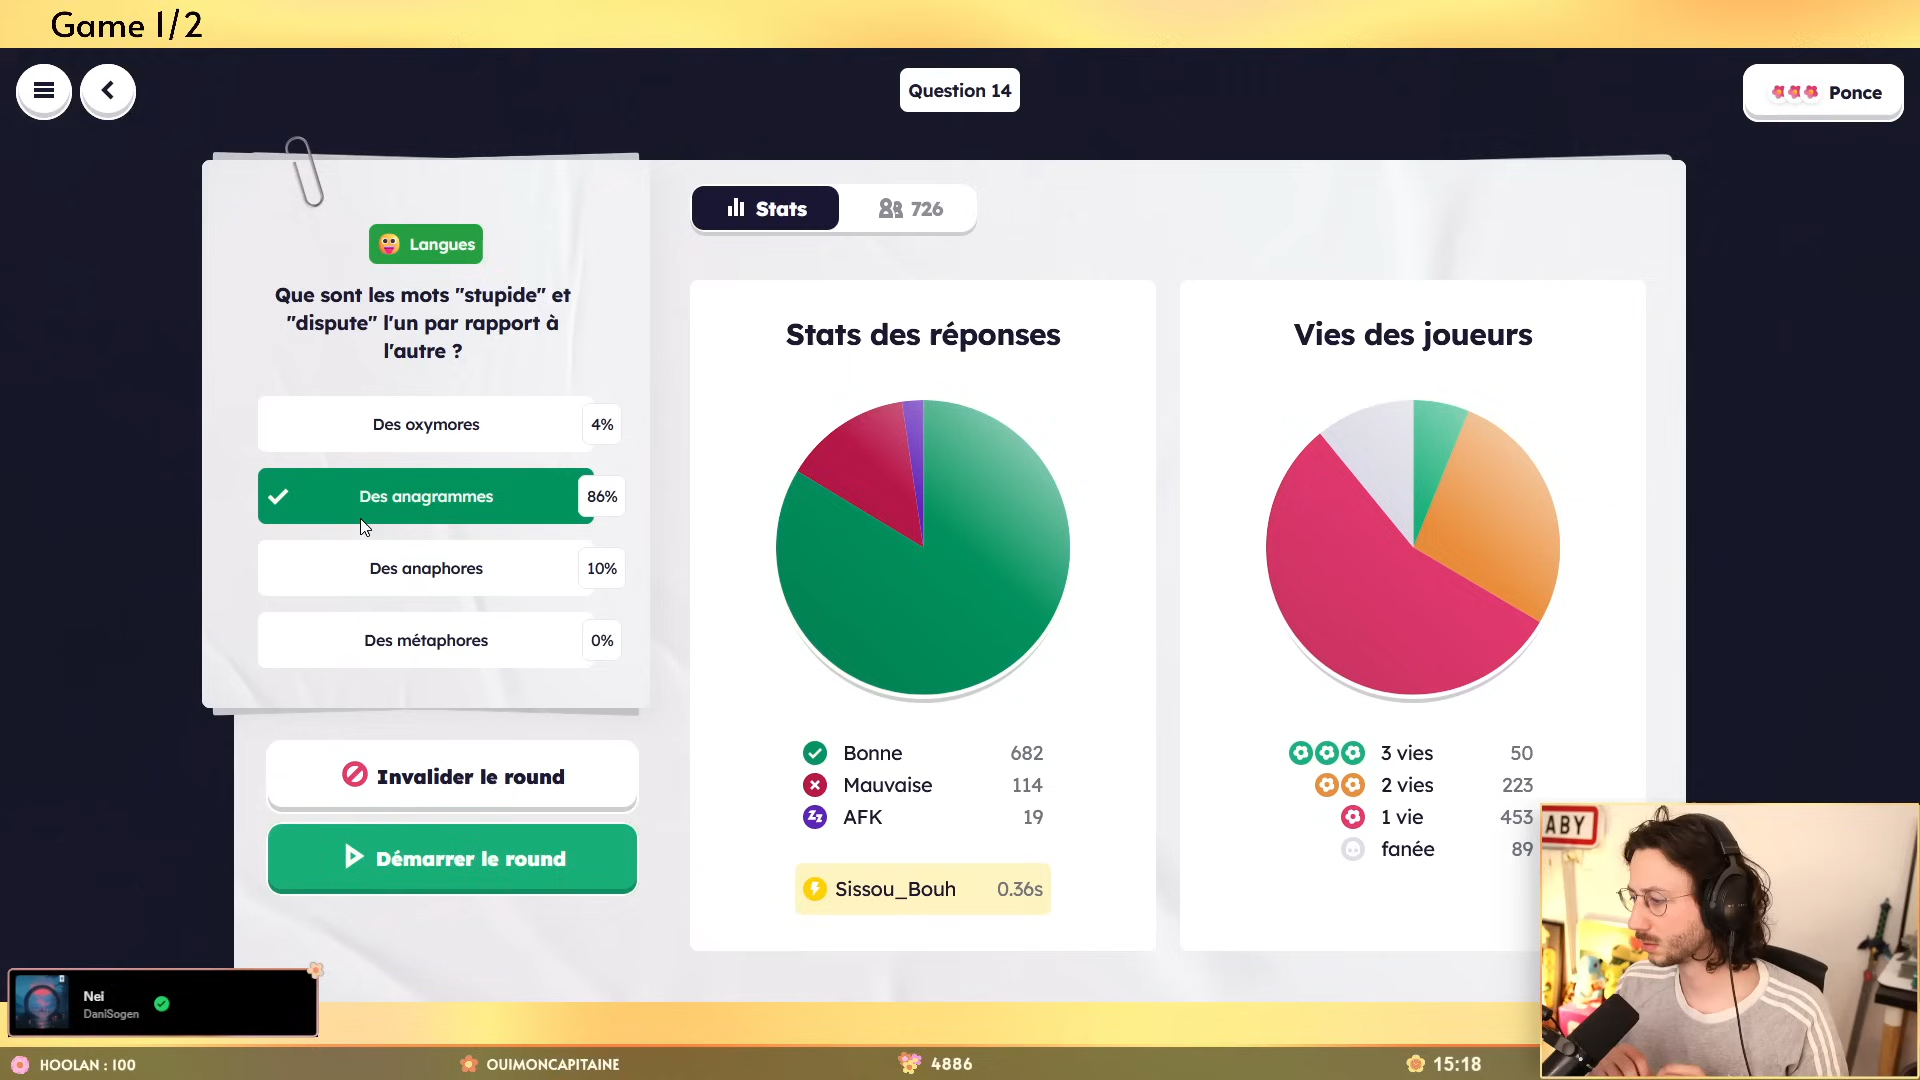 Game 1/2
Question 14
Ponce
Stats
726
Langues
Que sont les mots "stupide" et
"dispute" l'un par rapport à
l'autre ?
Des oxymores
4%
Des anagrammes
86%
Des anaphores
10%
Des métaphores
0%
Invalider le round
Démarrer le round
Stats des réponses
Bonne 682
Mauvaise 114
AFK 19
Sissou_Bouh 0.36s
Vies des joueurs
3 vies 50
2 vies 223
1 vie 453
fanée 89
ABY
Nei
DaniSogen
HOOLAN : 100
OUIMONCAPITAINE
4886
15:18